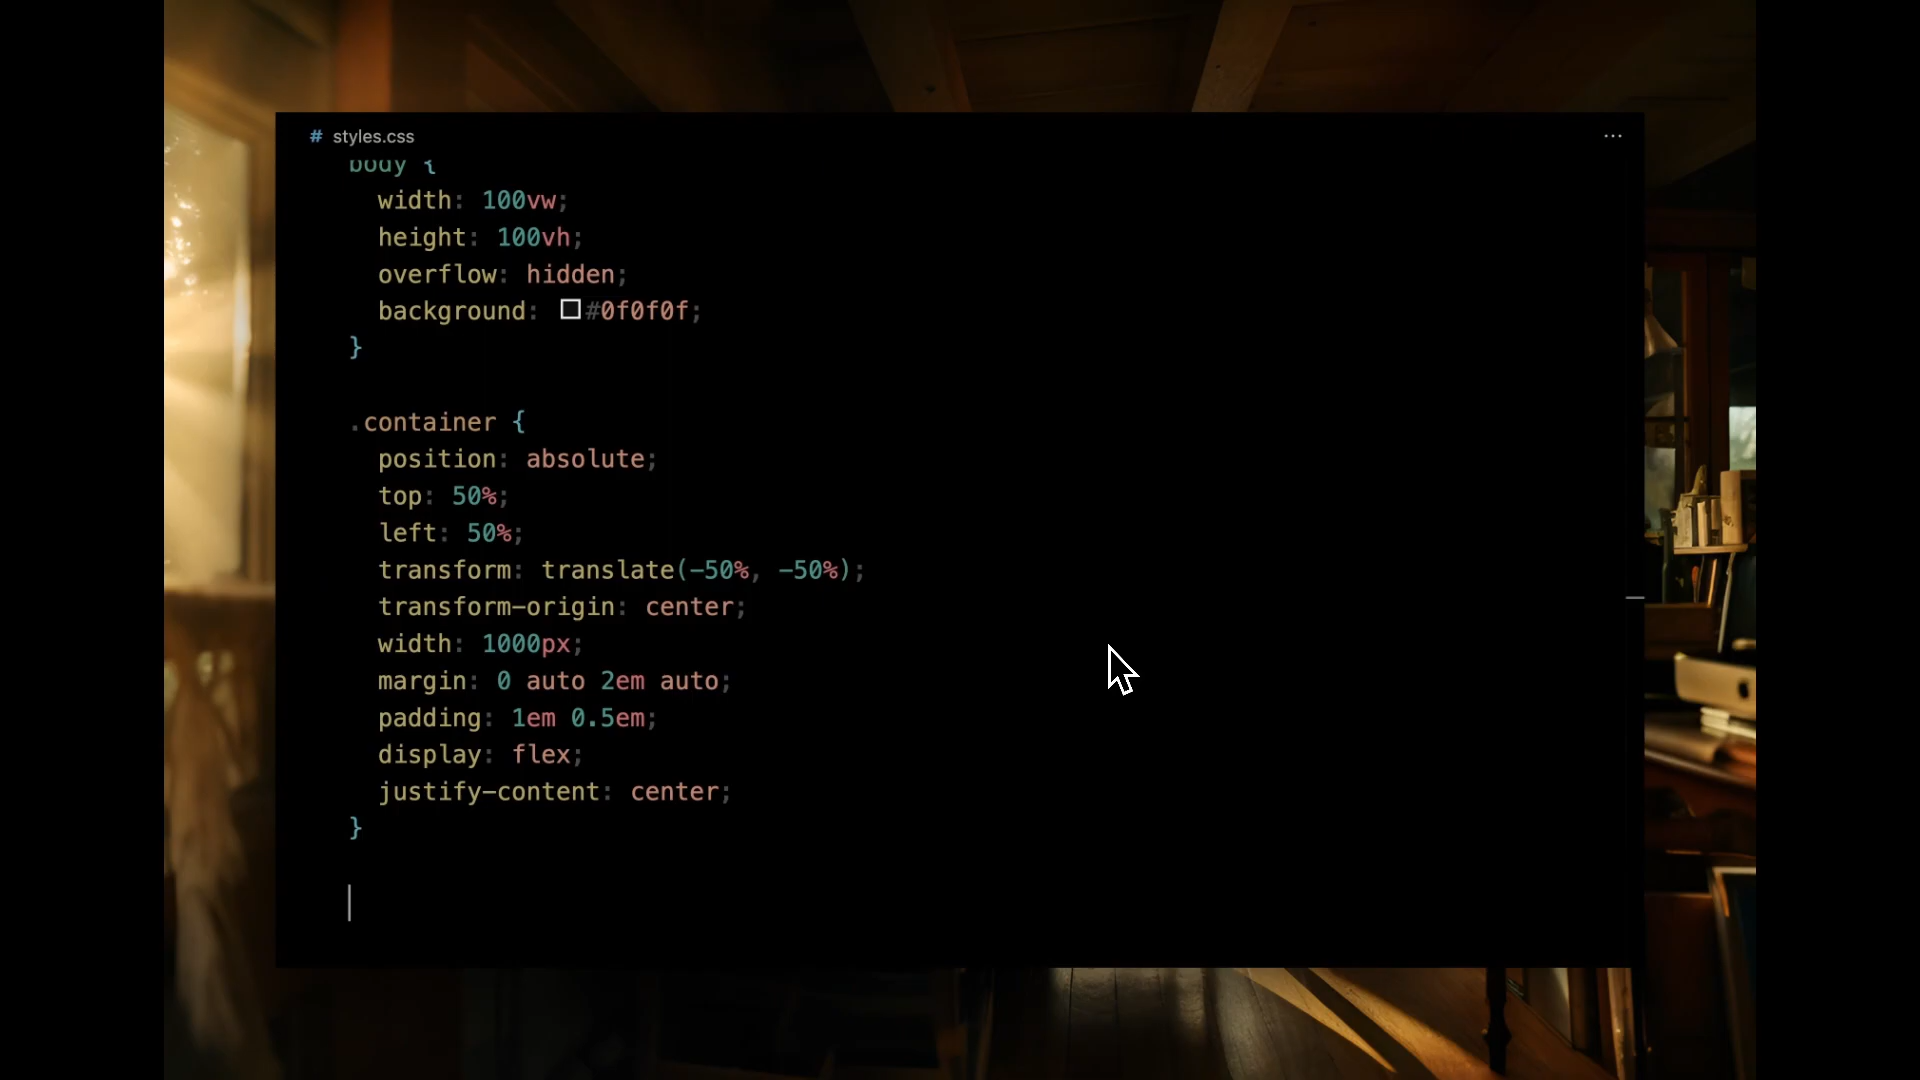 # styles.css
...
body {
width: 100vw;
height: 100vh;
overflow: hidden;
background: #0f0f0f;
}
.container {
position: absolute;
top: 50%;
left: 50%;
transform: translate(-50%, -50%);
transform-origin: center;
width: 1000px;
margin: 0 auto 2em auto;
padding: 1em 0.5em;
display: flex;
justify-content: center;
}